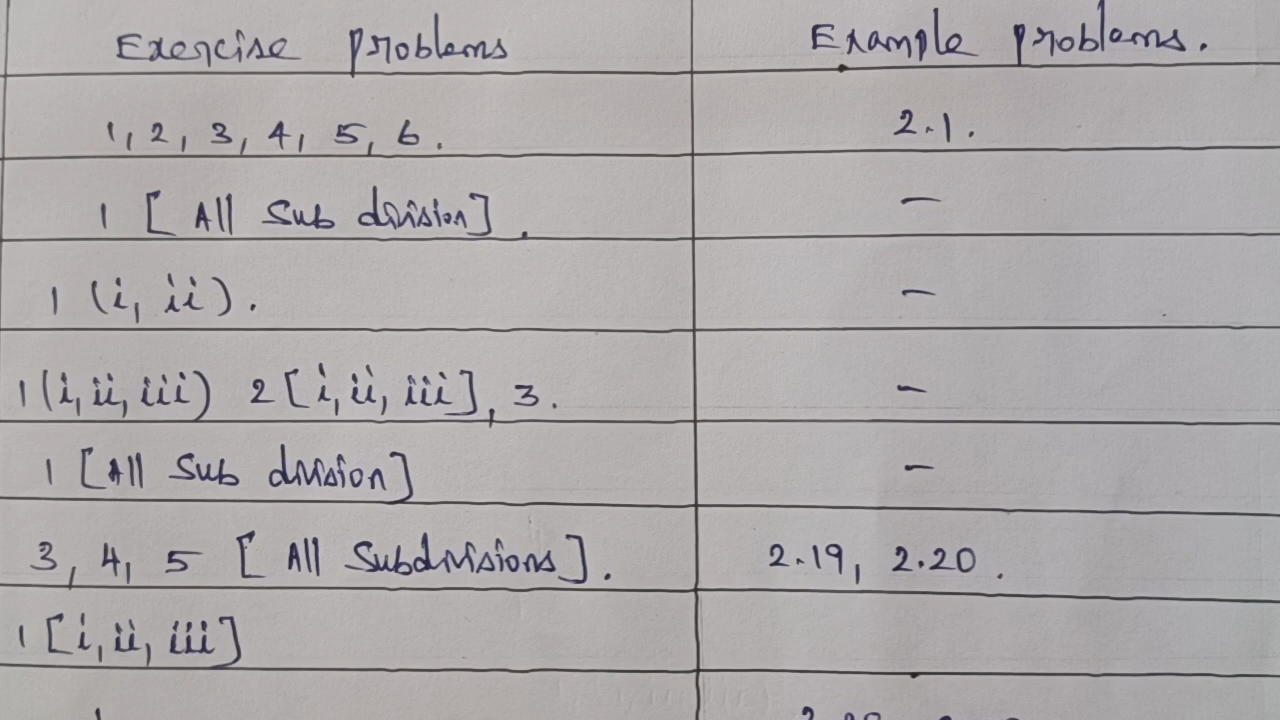 Exercise problems Example problems.
1, 2, 3, 4, 5, 6. 2.1.
1 [ All Sub division]. –
1 (i, ii). –
1(i, ii, iii) 2 [i, ii, iii], 3. –
1 [All Sub division] –
3, 4, 5 [ All Subdivisions]. 2.19, 2.20.
1 [i, ii, iii]